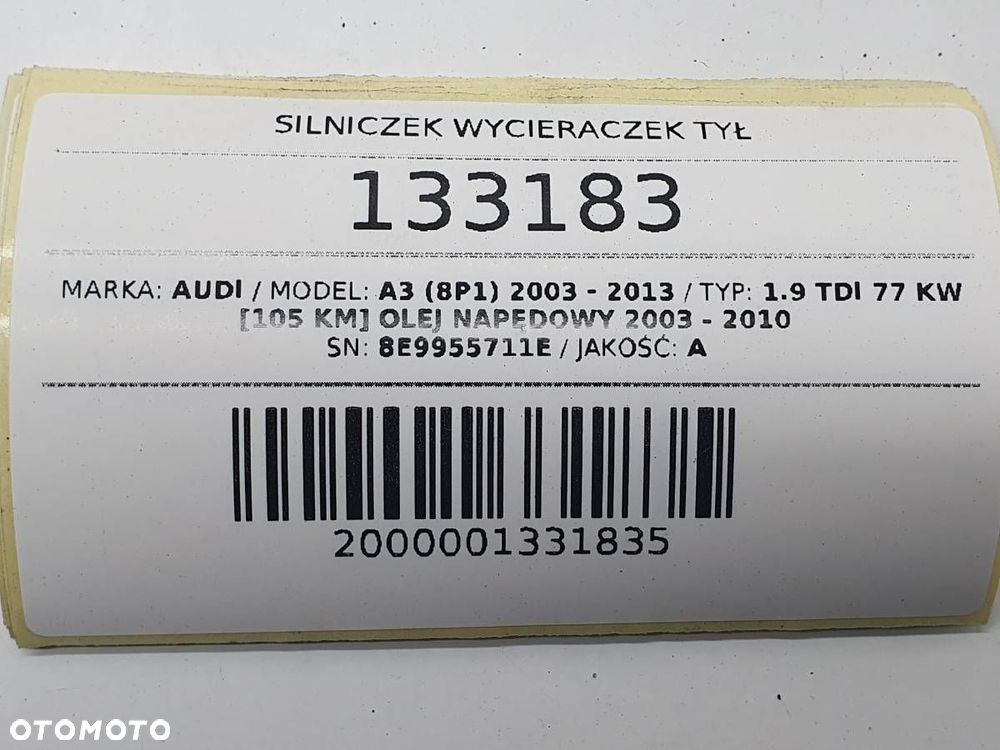 SILNICZEK WYCIERACZEK TYŁ
133183
MARKA: AUDI / MODEL: A3 (8P1) 2003 - 2013 / TYP: 1.9 TDI 77 KW
[105 KM] OLEJ NAPĘDOWY 2003 - 2010
SN: 8E9955711E / JAKOŚĆ: A
2000001331835
OTOMOTO